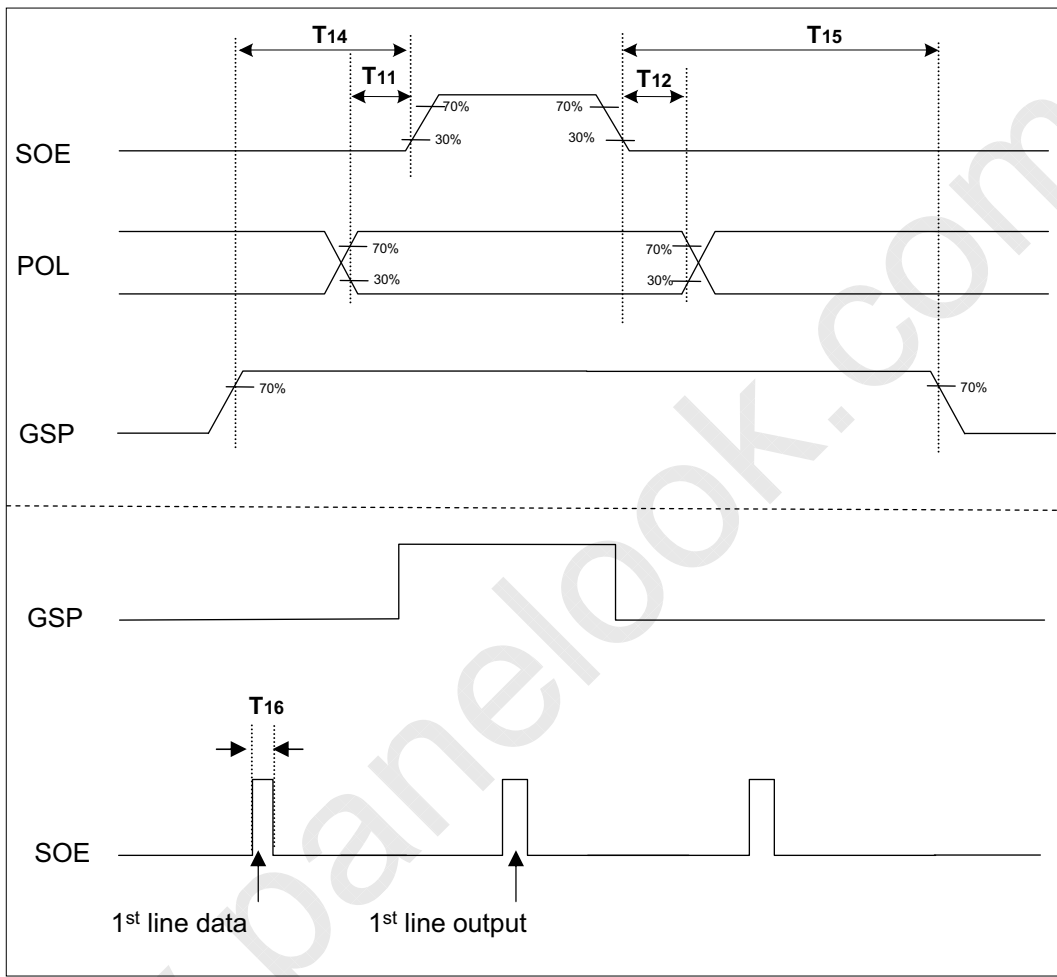 T14
T15
T11
T12
SOE
70%
70%
30%
30%
POL
70%
70%
30%
30%
GSP
70%
70%
GSP
T16
SOE
1st line data
1st line output
panelook.com